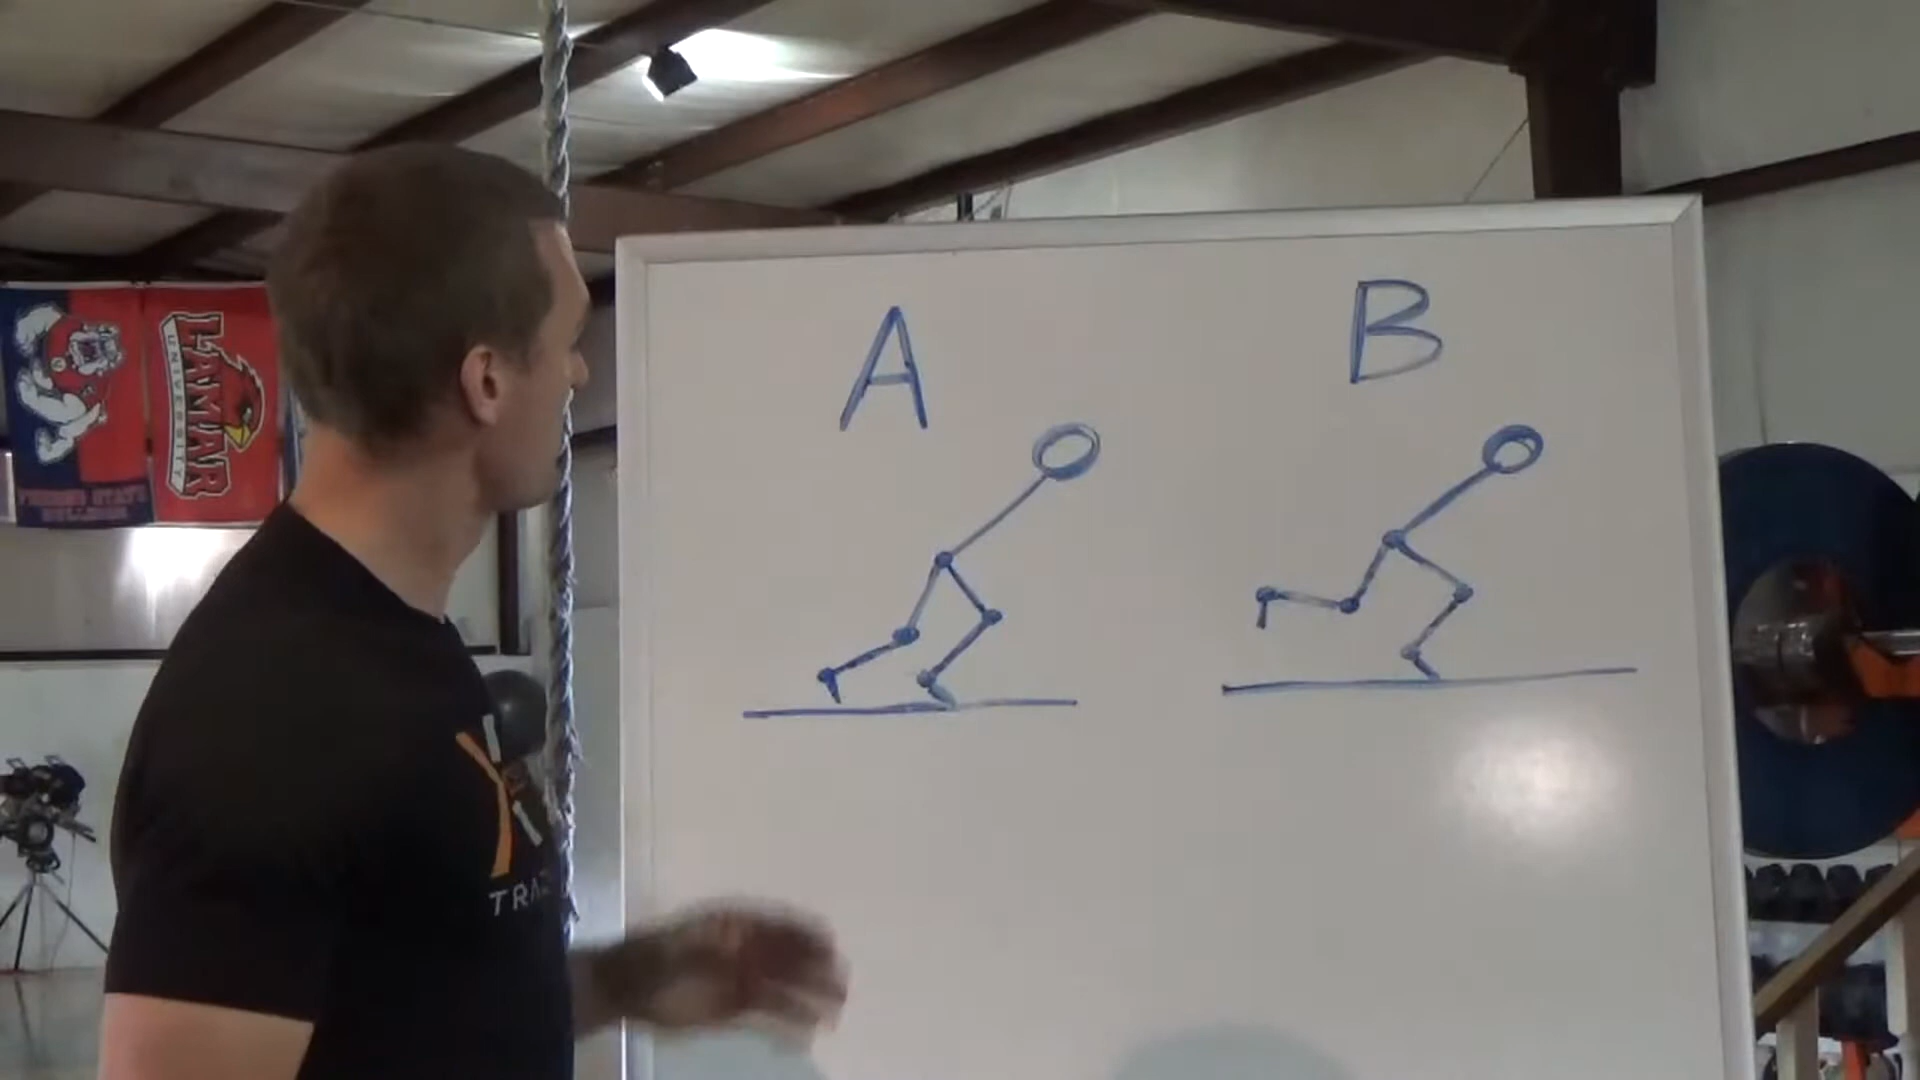 A
B
LAMAR
UNIVERSITY
FRESNO STATE
BULLDOGS
TRA